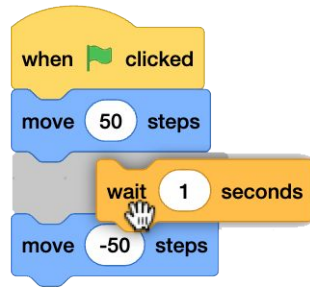 when clicked
move 50 steps
wait 1 seconds
move -50 steps